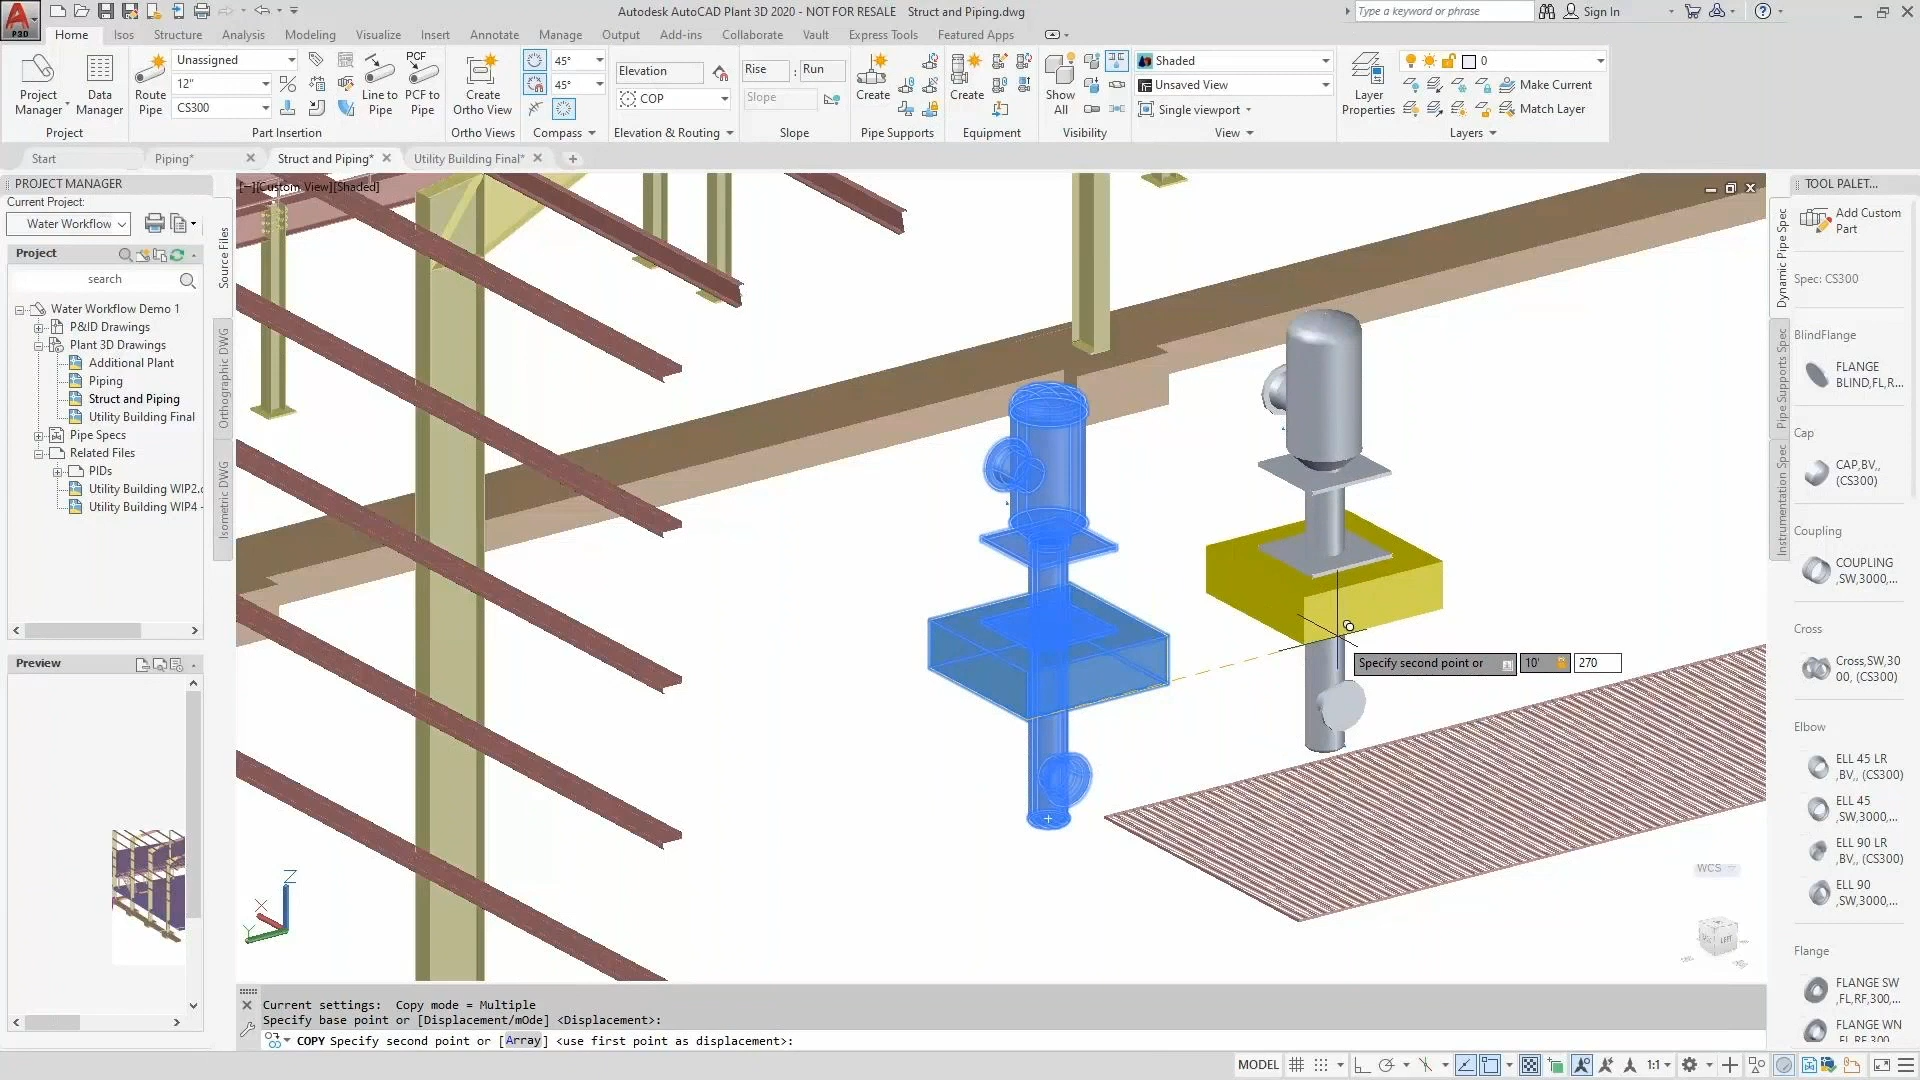 Autodesk AutoCAD Plant 3D 2020 - NOT FOR RESALE Struct and Piping.dwg
Type a keyword or phrase
Sign In
P3D
Home
Isos
Structure
Analysis
Modeling
Visualize
Insert
Annotate
Manage
Output
Add-ins
Collaborate
Vault
Express Tools
Featured Apps
Project
Manager
Data
Manager
Project
Route
Pipe
Unassigned
12"
CS300
Line to
Pipe
PCF
PCF to
Pipe
Part Insertion
Create
Ortho View
Ortho Views
45°
45°
Compass
Elevation
COP
Elevation & Routing
Rise
:
Run
Slope
Slope
Create
Pipe Supports
Create
Equipment
Show
All
Visibility
Shaded
Unsaved View
Single viewport
View
Layer
Properties
0
Make Current
Match Layer
Layers
Start
Piping*
Struct and Piping*
Utility Building Final*
PROJECT MANAGER
Current Project:
Water Workflow
Project
search
Water Workflow Demo 1
P&ID Drawings
Plant 3D Drawings
Additional Plant
Piping
Struct and Piping
Utility Building Final
Pipe Specs
Related Files
PIDs
Utility Building WIP2.
Utility Building WIP4 -
Source Files
Orthographic DWG
Isometric DWG
Preview
[−][Custom View][Shaded]
Specify second point or
10'
270
WCS
LEFT
Z
X
Y
TOOL PALET...
Dynamic Pipe Spec
Pipe Supports Spec
Instrumentation Spec
Add Custom
Part
Spec: CS300
BlindFlange
FLANGE
BLIND,FL,R...
Cap
CAP,BV,,
(CS300)
Coupling
COUPLING
,SW,3000,...
Cross
Cross,SW,30
00, (CS300)
Elbow
ELL 45 LR
,BV,, (CS300)
ELL 45
,SW,3000,...
ELL 90 LR
,BV,, (CS300)
ELL 90
,SW,3000,...
Flange
FLANGE SW
,FL,RF,300,...
FLANGE WN
,FL,RF,300
Current settings:  Copy mode = Multiple
Specify base point or [Displacement/mOde] <Displacement>:
COPY Specify second point or [Array] <use first point as displacement>:
MODEL
1:1